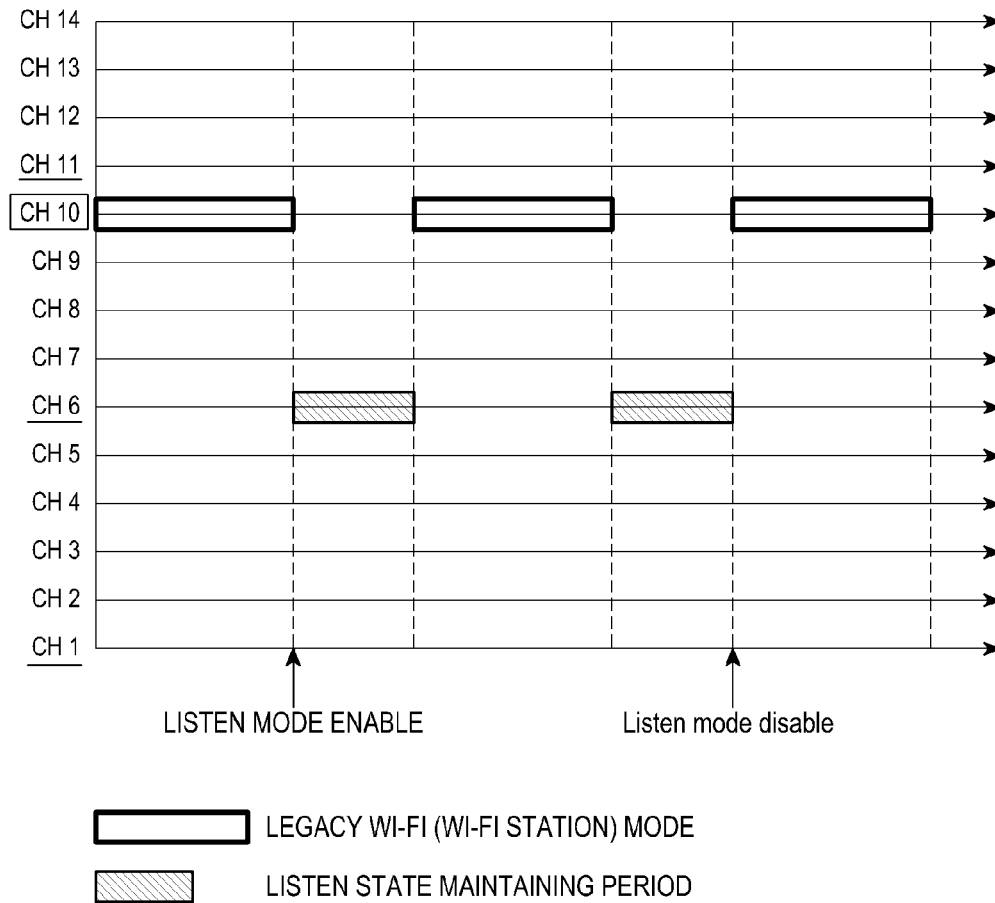 CH 14
CH 13
CH 12
CH 11
CH 10
CH 9
CH 8
CH 7
CH 6
CH 5
CH 4
CH 3
CH 2
CH 1
LISTEN MODE ENABLE
Listen mode disable
LEGACY WI-FI (WI-FI STATION) MODE
LISTEN STATE MAINTAINING PERIOD